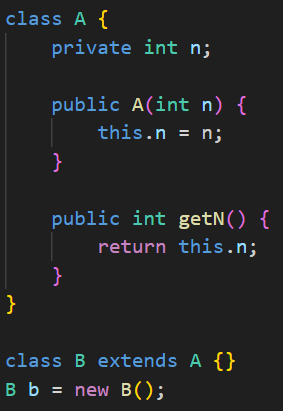 class A {
    private int n;

    public A(int n) {
        this.n = n;
    }

    public int getN() {
        return this.n;
    }
}

class B extends A {}
B b = new B();